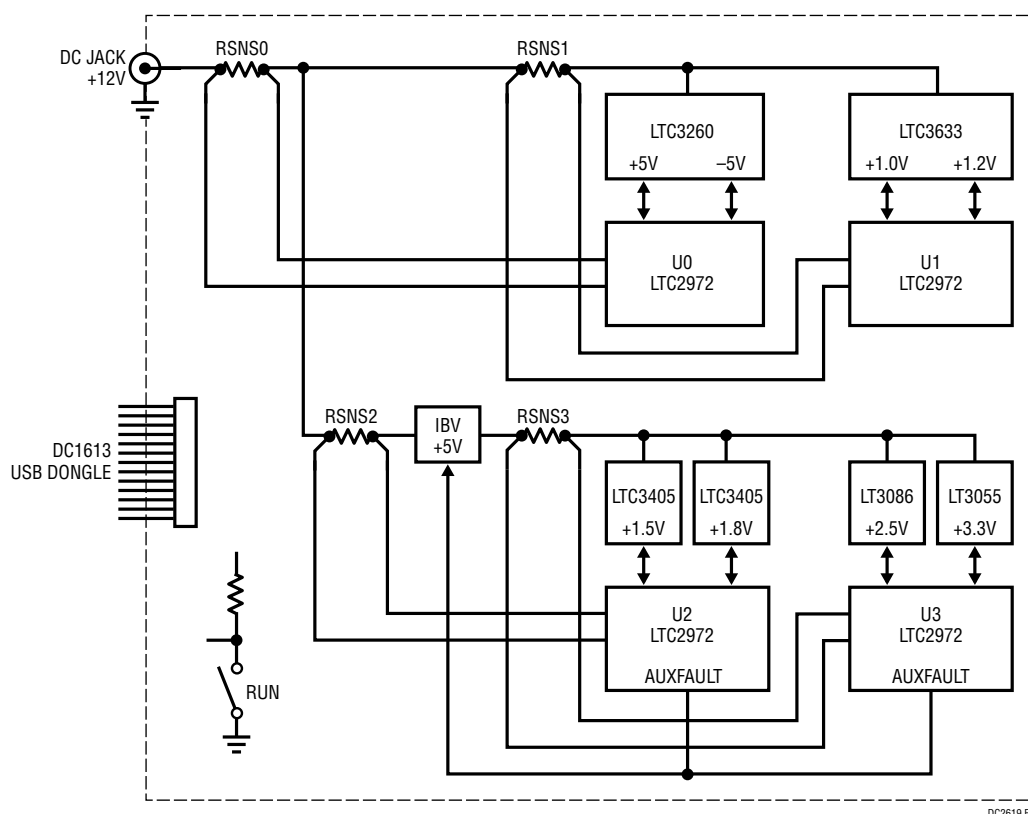 DC JACK
+12V
RSNS0
RSNS1
LTC3260
+5V –5V
LTC3633
+1.0V +1.2V
U0
LTC2972
U1
LTC2972
DC1613
USB DONGLE
RSNS2
IBV
+5V
RSNS3
LTC3405
+1.5V
LTC3405
+1.8V
LT3086
+2.5V
LT3055
+3.3V
U2
LTC2972
AUXFAULT
U3
LTC2972
AUXFAULT
RUN
DC2619